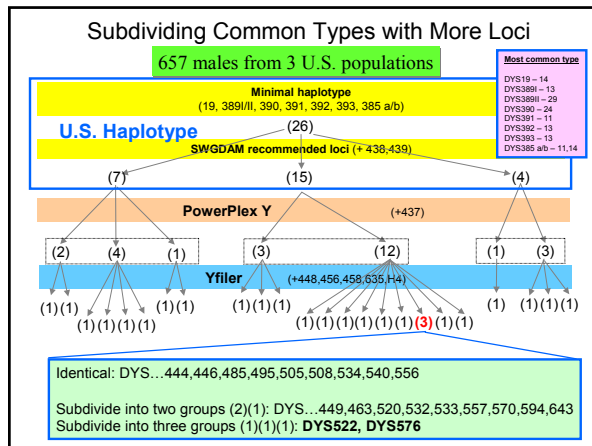 Subdividing Common Types with More Loci
657 males from 3 U.S. populations
Most common type
DYS19 – 14
DYS389I – 13
DYS389II – 29
DYS390 – 24
DYS391 – 11
DYS392 – 13
DYS393 – 13
DYS385 a/b – 11,14
Minimal haplotype
(19, 389I/II, 390, 391, 392, 393, 385 a/b)
U.S. Haplotype
(26)
SWGDAM recommended loci (+ 438,439)
(7) (15) (4)
PowerPlex Y (+437)
(2) (4) (1) (3) (12) (1) (3)
Yfiler (+448,456,458,635,H4)
(1)(1) (1) (1) (1) (1) (1)(1) (1) (1) (1) (1)(1)(1)(1)(1)(1)(3)(1)(1) (1) (1)(1)(1)
Identical: DYS…444,446,485,495,505,508,534,540,556
Subdivide into two groups (2)(1): DYS…449,463,520,532,533,557,570,594,643
Subdivide into three groups (1)(1)(1): DYS522, DYS576